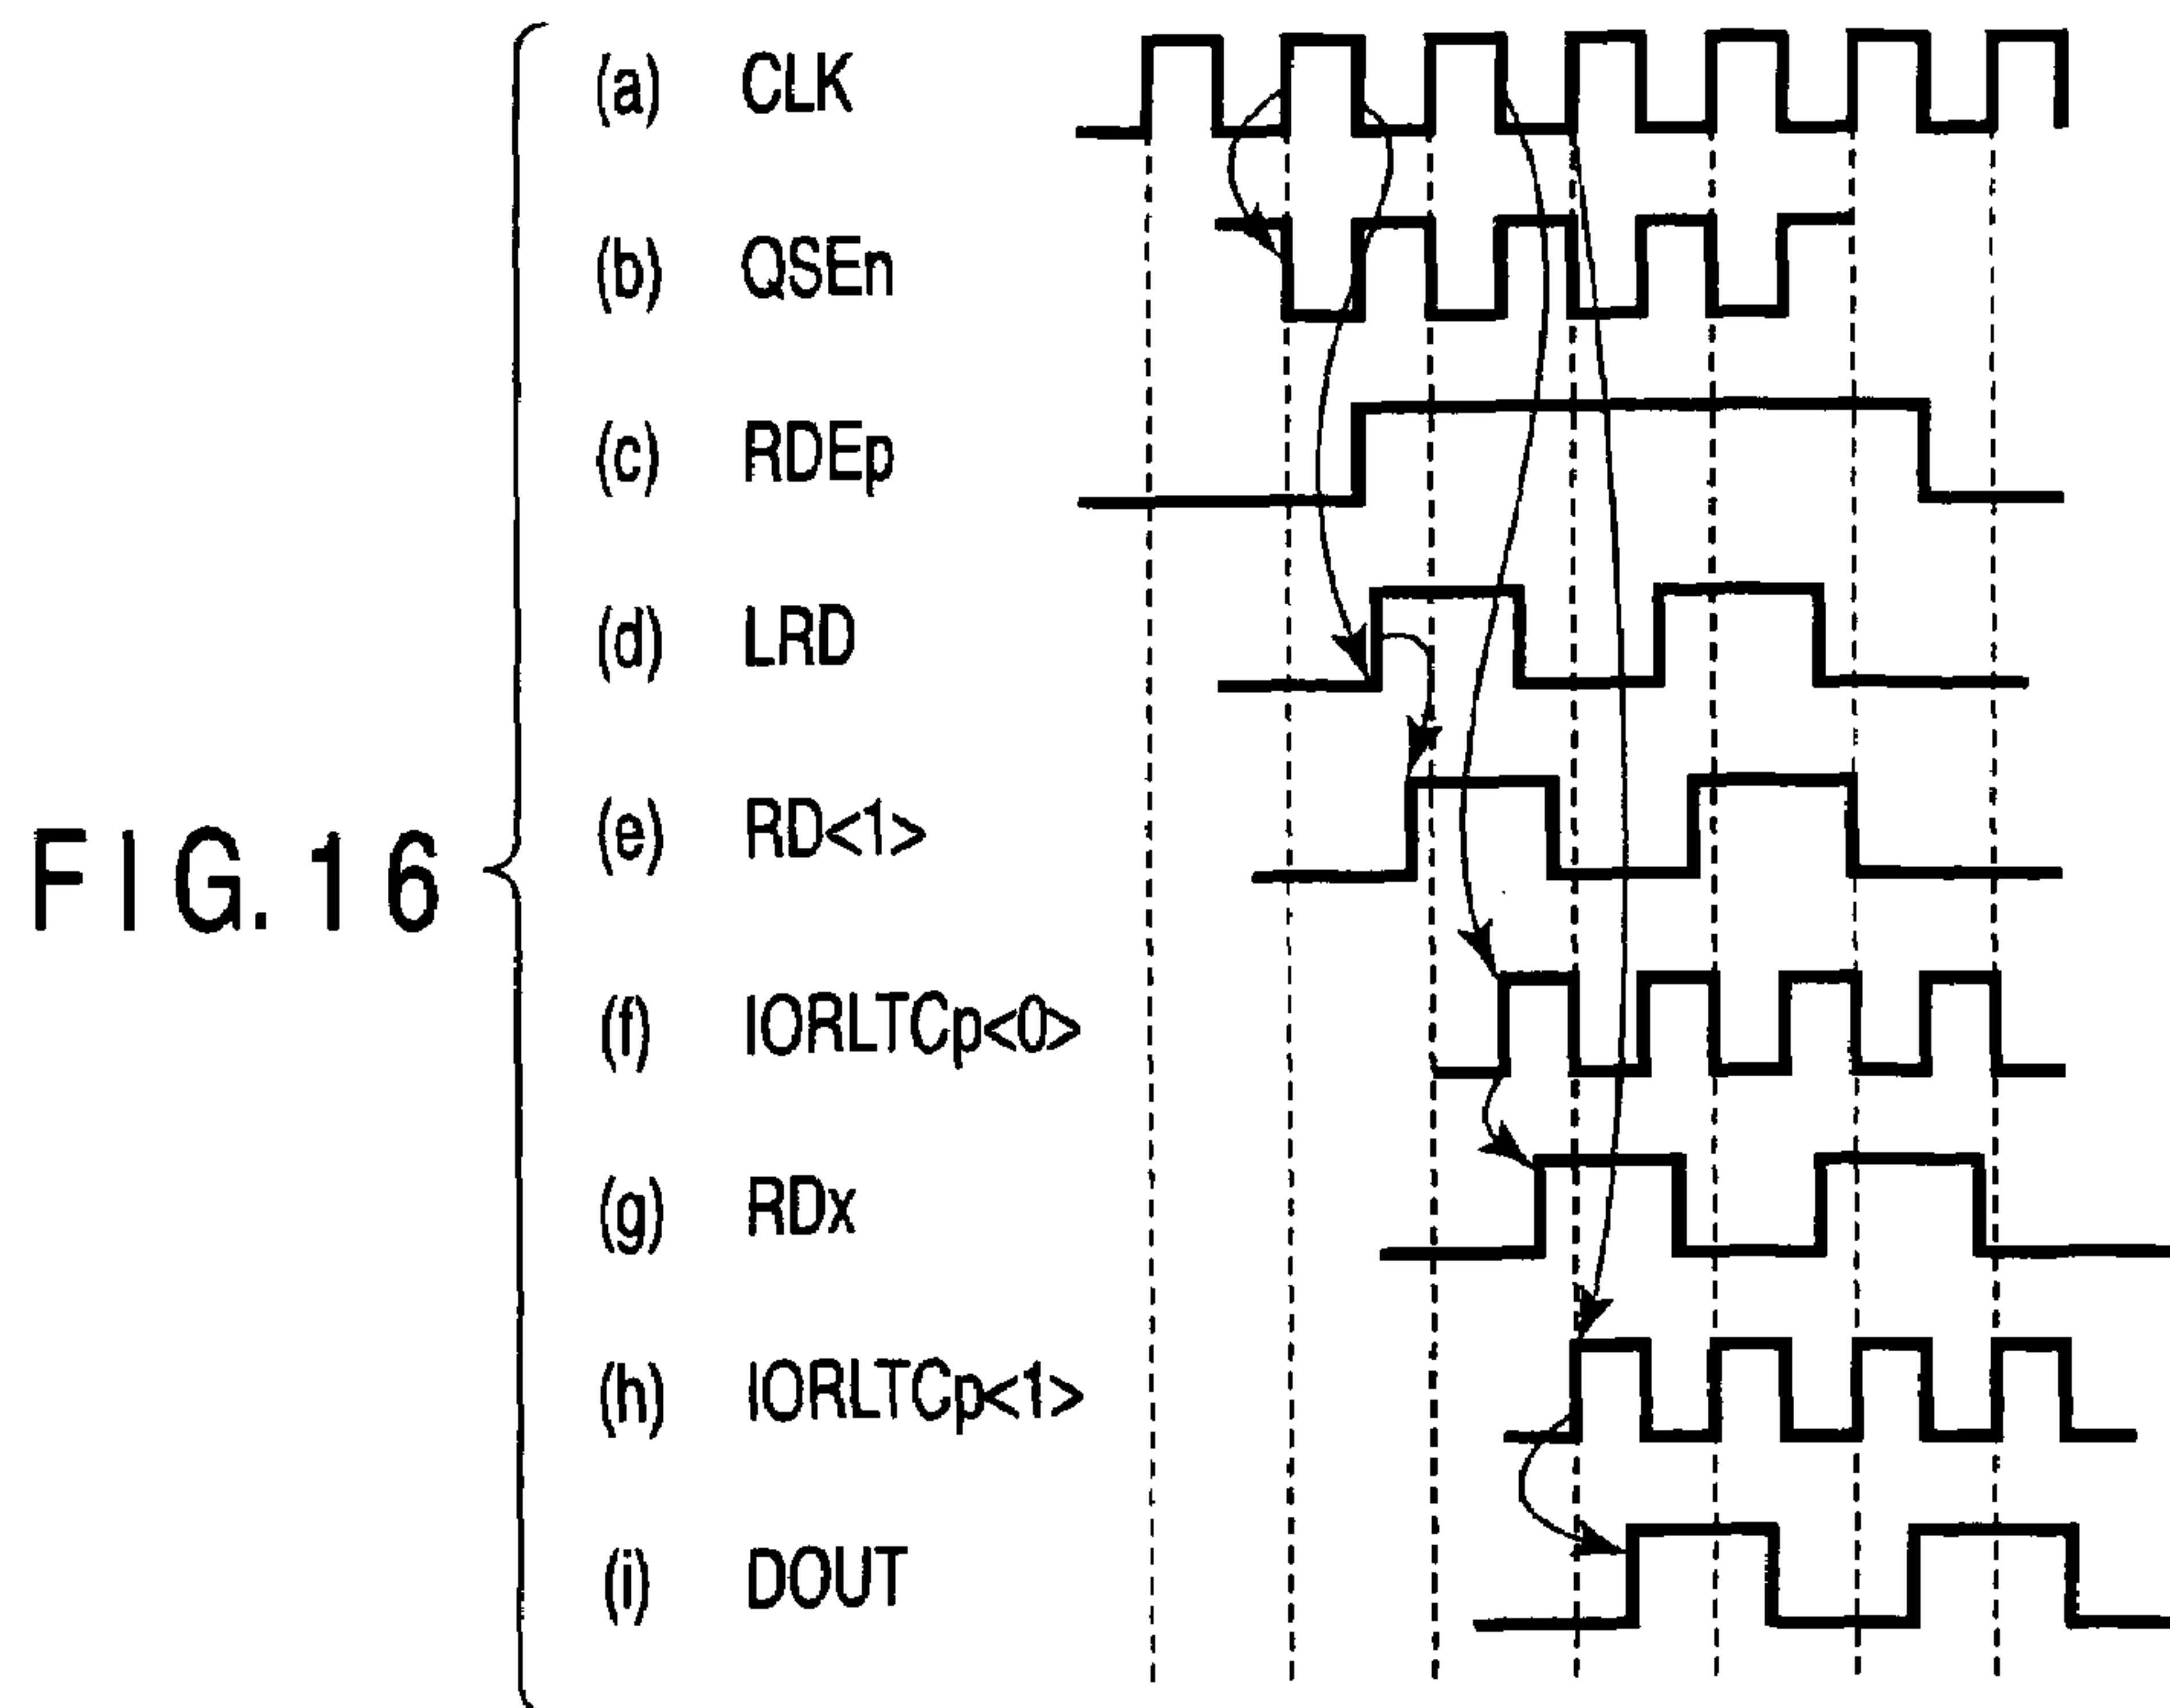 FIG. 16
(a) CLK
(b) QSEn
(c) RDEp
(d) LRD
(e) RD<1>
(f) IORLTCp<0>
(g) RDx
(h) IORLTCp<1>
(i) DOUT